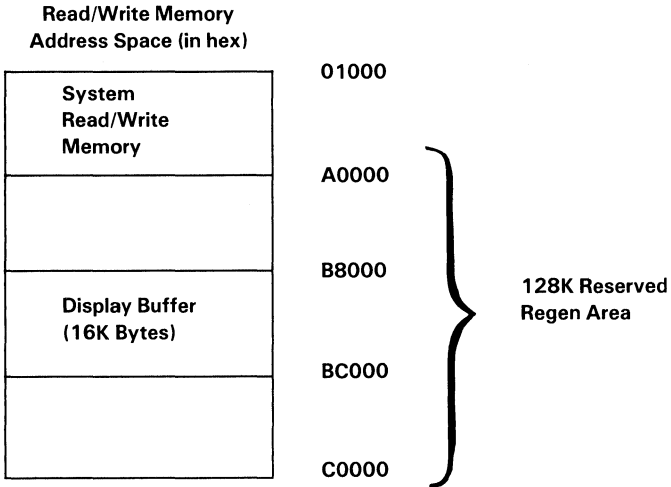 Read/Write Memory
Address Space (in hex)
01000
System
Read/Write
Memory
A0000
B8000
128K Reserved
Regen Area
Display Buffer
(16K Bytes)
BC000
C0000